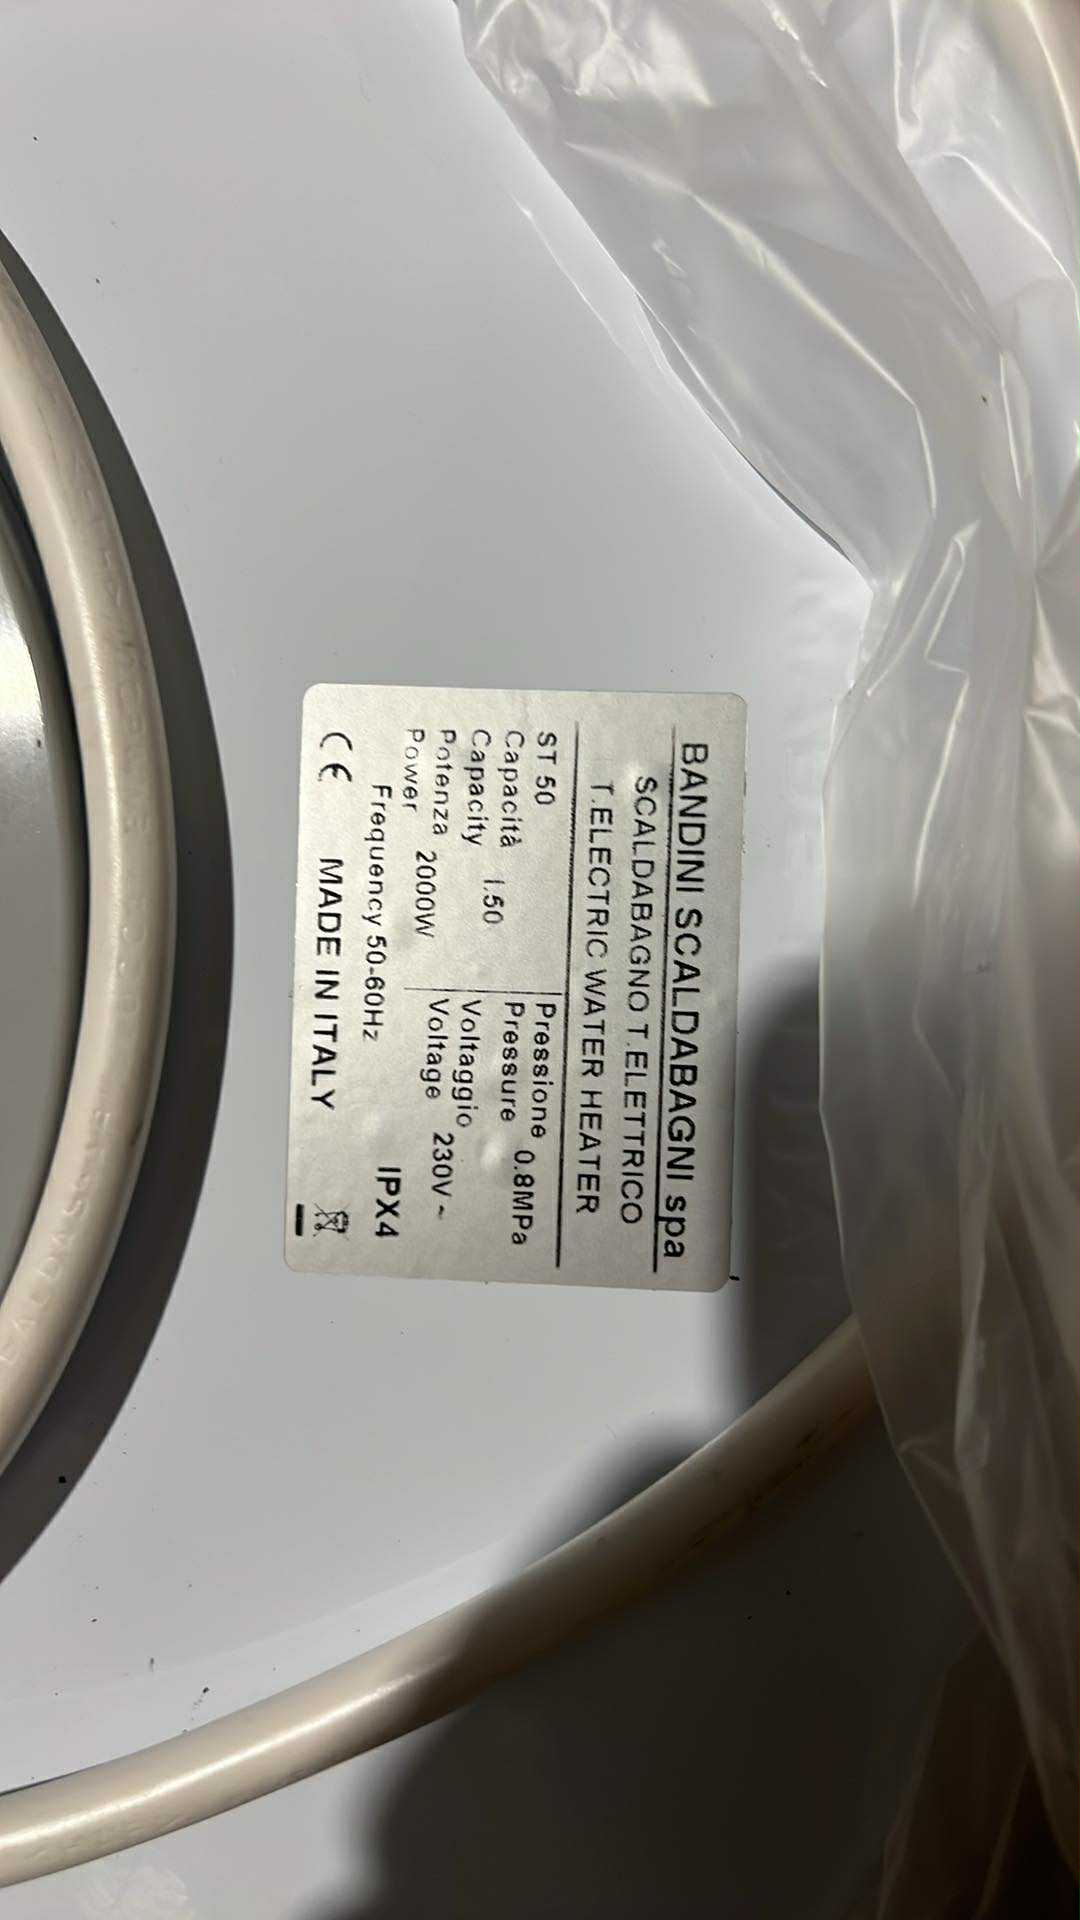 BANDINI SCALDABAGNI spa
SCALDABAGNO T.ELETTRICO
T.ELECTRIC WATER HEATER
ST 50
Capacità
Capacity
l.50
Potenza
Power
2000W
Pressione
Pressure
0.8MPa
Voltaggio
Voltage
230V~
Frequency 50-60Hz
IPX4
CE
MADE IN ITALY